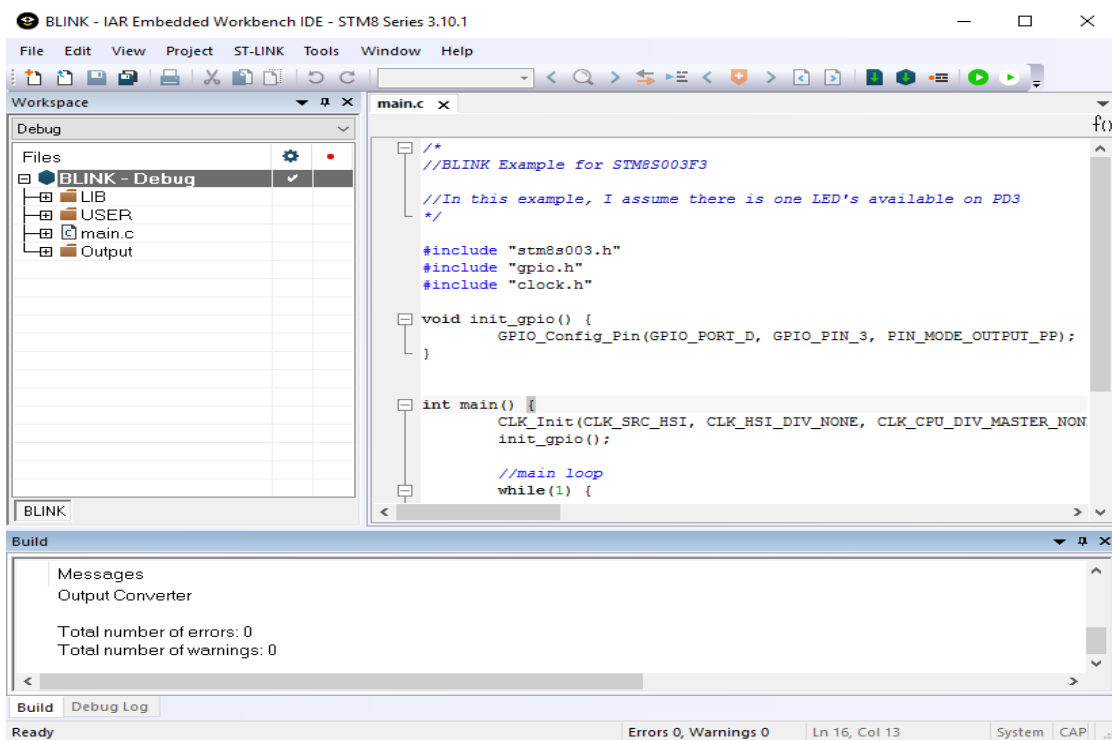 BLINK - IAR Embedded Workbench IDE - STM8 Series 3.10.1
File Edit View Project ST-LINK Tools Window Help
Workspace
Debug
Files
BLINK - Debug
LIB
USER
main.c
Output
BLINK
main.c
f()
/*
//BLINK Example for STM8S003F3
//In this example, I assume there is one LED's available on PD3
*/
#include "stm8s003.h"
#include "gpio.h"
#include "clock.h"
void init_gpio() {
GPIO_Config_Pin(GPIO_PORT_D, GPIO_PIN_3, PIN_MODE_OUTPUT_PP);
}
int main() {
CLK_Init(CLK_SRC_HSI, CLK_HSI_DIV_NONE, CLK_CPU_DIV_MASTER_NON
init_gpio();
//main loop
while(1) {
Build
Messages
Output Converter
Total number of errors: 0
Total number of warnings: 0
Build Debug Log
Ready Errors 0, Warnings 0 Ln 16, Col 13 System CAP